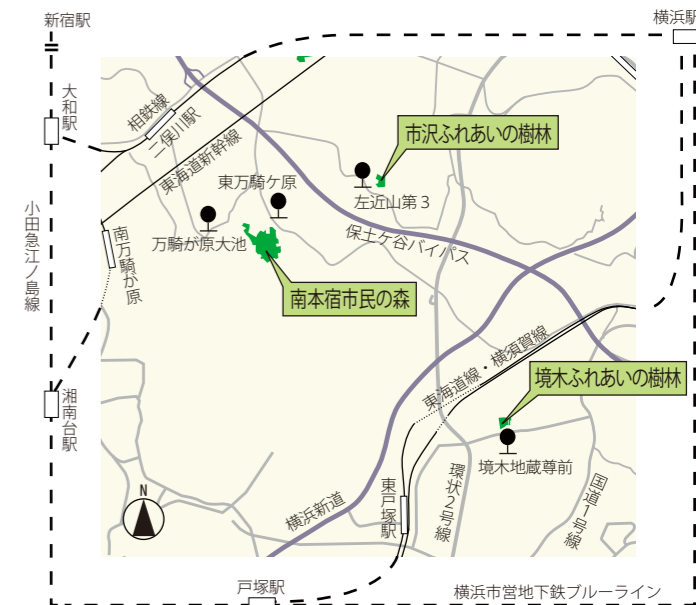 新宿駅
横浜駅
大和駅
相鉄線
二俣川駅
東海道新幹線
市沢ふれあいの樹林
東万騎ケ原
左近山第3
万騎が原大池
保土ケ谷バイパス
小田急江ノ島線
南万騎が原
南本宿市民の森
東海道線・横須賀線
境木ふれあいの樹林
湘南台駅
境木地蔵尊前
N
横浜新道
東戸塚駅
環状2号線
国道1号線
戸塚駅
横浜市営地下鉄ブルーライン